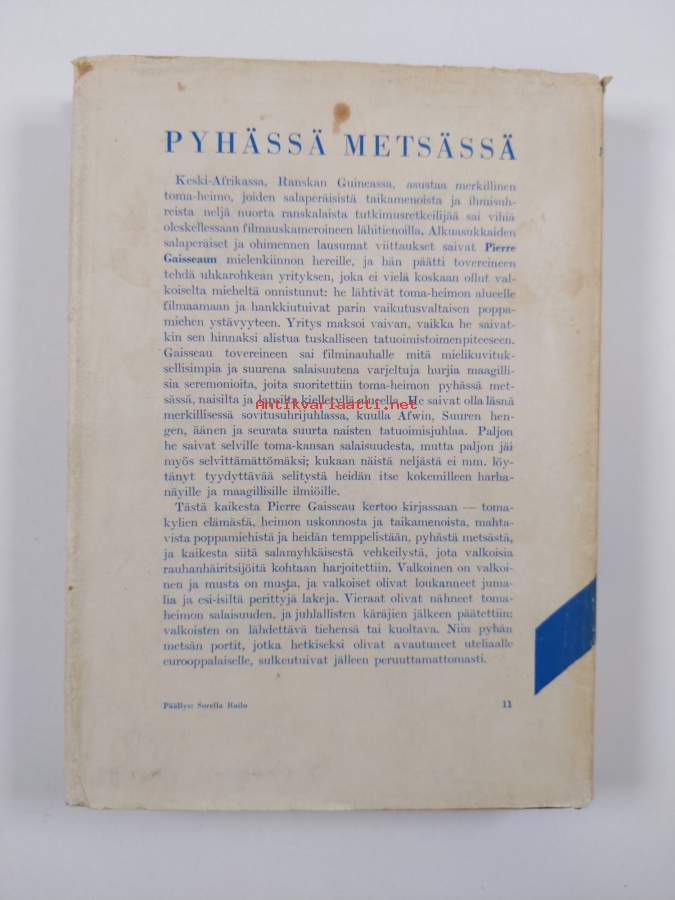 PYHÄSSÄ METSÄSSÄ
Keski-Afrikassa, Ranskan Guineassa, asustaa merkillinen
toma-heimo, joiden salaperäisistä taikamenoista ja ihmisuh-
reista neljä nuorta ranskalaista tutkimusretkeilijää sai vihiä
oleskellessaan filmauskameroineen lähitienoilla. Alkuasukkaiden
salaperäiset ja ohimennen lausumat viittaukset saivat Pierre
Gaisseaun mielenkiinnon hereille, ja hän päätti tovereineen
tehdä uhkarohkean yrityksen, joka ei vielä koskaan ollut val-
koiselta mieheltä onnistunut: he lähtivät toma-heimon alueelle
filmaamaan ja hankkiutuivat parin vaikutusvaltaisen poppa-
miehen ystävyyteen. Yritys maksoi vaivan, vaikka he saivat-
kin sen hinnaksi alistua tuskalliseen tatuoimistoimenpiteeseen.
Gaisseau tovereineen sai filminauhalle mitä mielikuvituk-
sellisimpia ja suurena salaisuutena varjeltuja hurjia maagilli-
sia seremonioita, joita suoritettiin toma-heimon pyhässä met-
sässä, naisilta ja lapsilta kielletyllä alueella. He saivat olla läsnä
Antikvariaatti.net
merkillisessä sovitusuhrijuhlassa, kuulla Afwin, Suuren hen-
gen, äänen ja seurata suurta naisten tatuoimisjuhlaa. Paljon
he saivat selville toma-kansan salaisuudesta, mutta paljon jäi
myös selvittämättömäksi; kukaan näistä neljästä ei mm. löy-
tänyt tyydyttävää selitystä heidän itse kokemilleen harha-
näyille ja maagillisille ilmiöille.
Tästä kaikesta Pierre Gaisseau kertoo kirjassaan — toma-
kylien elämästä, heimon uskonnosta ja taikamenoista, mahta-
vista poppamiehistä ja heidän temppelistään, pyhästä metsästä,
ja kaikesta siitä salamyhkäisestä vehkeilystä, jota valkoisia
rauhanhäiritsijöitä kohtaan harjoitettiin. Valkoinen on valkoi-
nen ja musta on musta, ja valkoiset olivat loukanneet juma-
lia ja esi-isiltä perittyjä lakeja. Vieraat olivat nähneet toma-
heimon salaisuuden, ja juhlallisten käräjien jälkeen päätettiin:
valkoisten on lähdettävä tiehensä tai kuoltava. Niin pyhän
metsän portit, jotka hetkiseksi olivat avautuneet uteliaalle
eurooppalaiselle, sulkeutuivat jälleen peruuttamattomasti.
Päällys: Sorella Railo
11